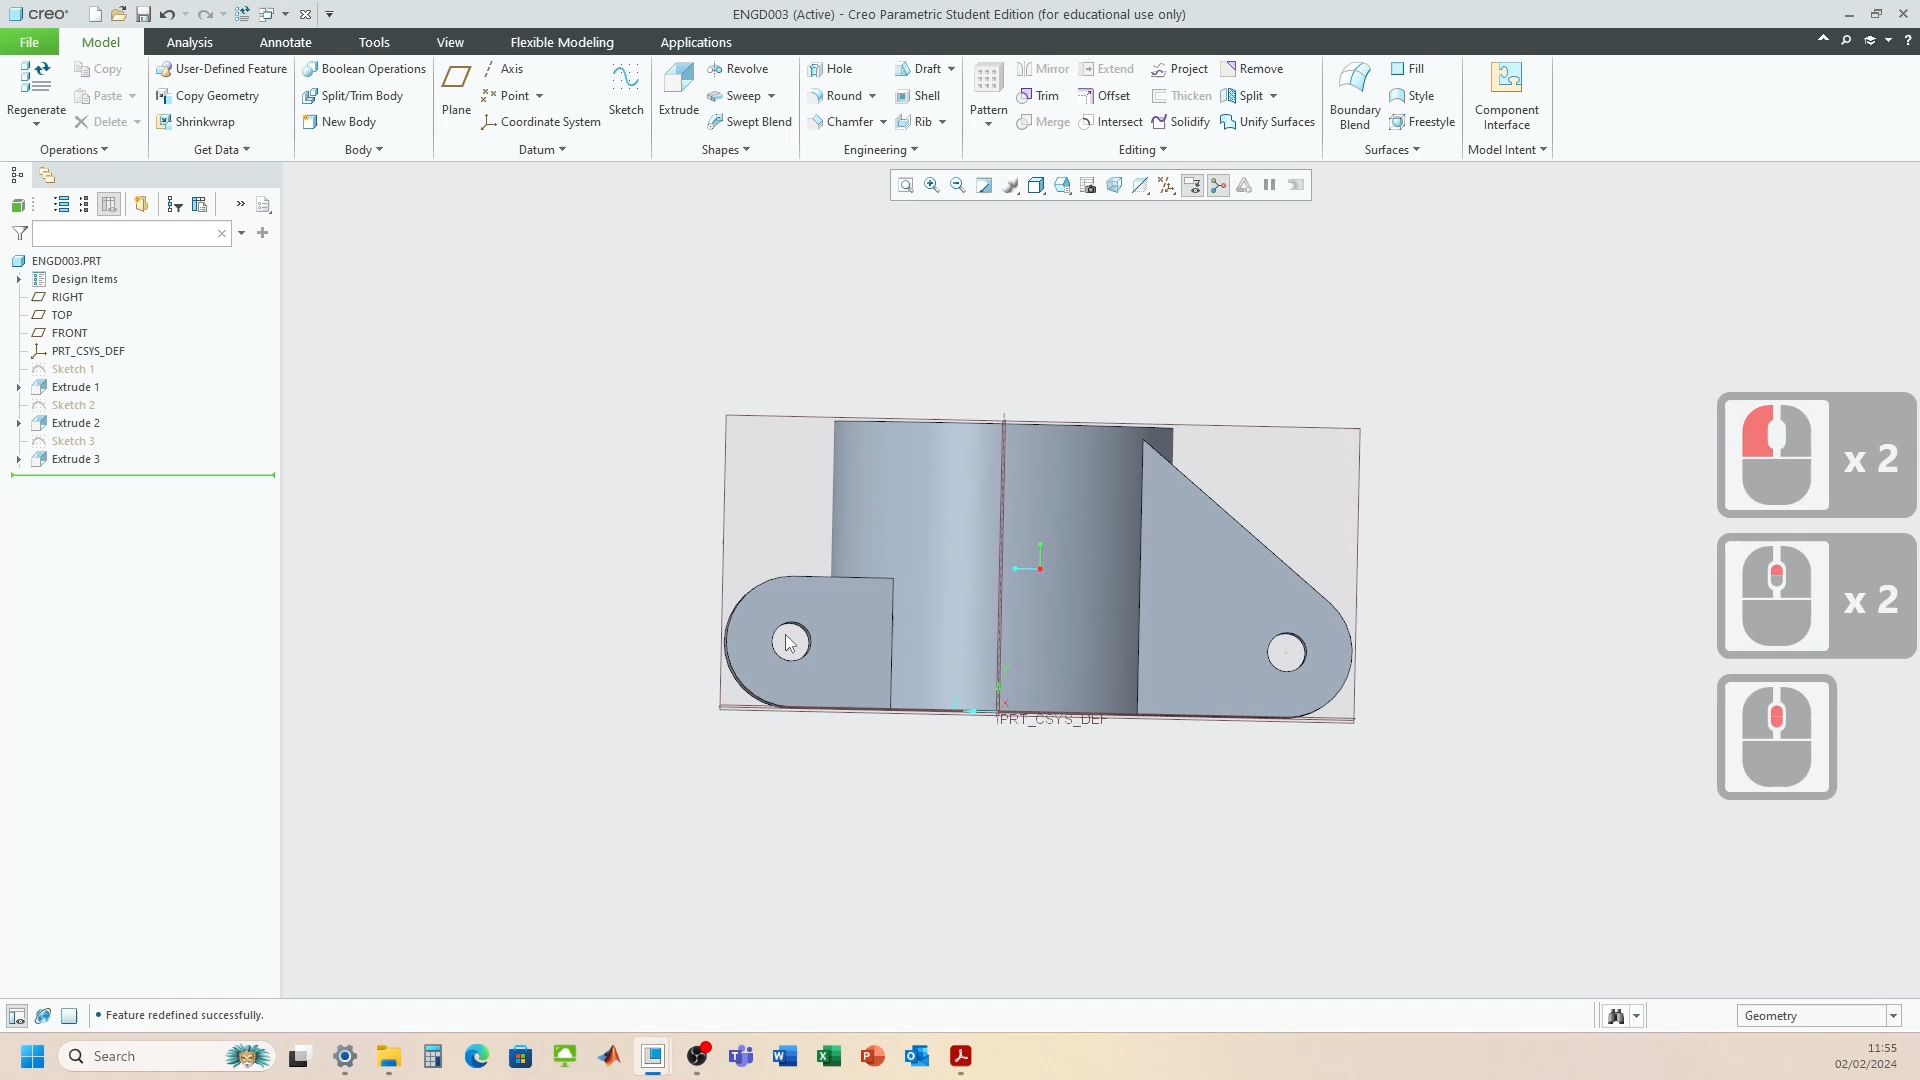 creo
ENGD003 (Active) - Creo Parametric Student Edition (for educational use only)
File
Model
Analysis
Annotate
Tools
View
Flexible Modeling
Applications
Regenerate
Copy
Paste
Delete
Operations
User-Defined Feature
Copy Geometry
Shrinkwrap
Get Data
Boolean Operations
Split/Trim Body
New Body
Body
Plane
Axis
Point
Coordinate System
Sketch
Datum
Extrude
Revolve
Sweep
Swept Blend
Shapes
Hole
Round
Chamfer
Draft
Shell
Rib
Engineering
Pattern
Mirror
Trim
Merge
Extend
Offset
Intersect
Project
Thicken
Solidify
Remove
Split
Unify Surfaces
Editing
Boundary
Blend
Fill
Style
Freestyle
Surfaces
Component
Interface
Model Intent
ENGD003.PRT
Design Items
RIGHT
TOP
FRONT
PRT_CSYS_DEF
Sketch 1
Extrude 1
Sketch 2
Extrude 2
Sketch 3
Extrude 3
PRT_CSYS_DEF
x 2
x 2
Feature redefined successfully.
Geometry
Search
11:55
02/02/2024